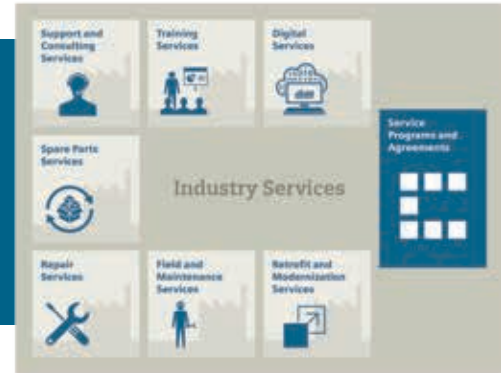 Support and
Consulting
Services
Training
Services
Digital
Services
Service
Programs and
Agreements
Spare Parts
Services
Industry Services
Repair
Services
Field and
Maintenance
Services
Retrofit and
Modernization
Services